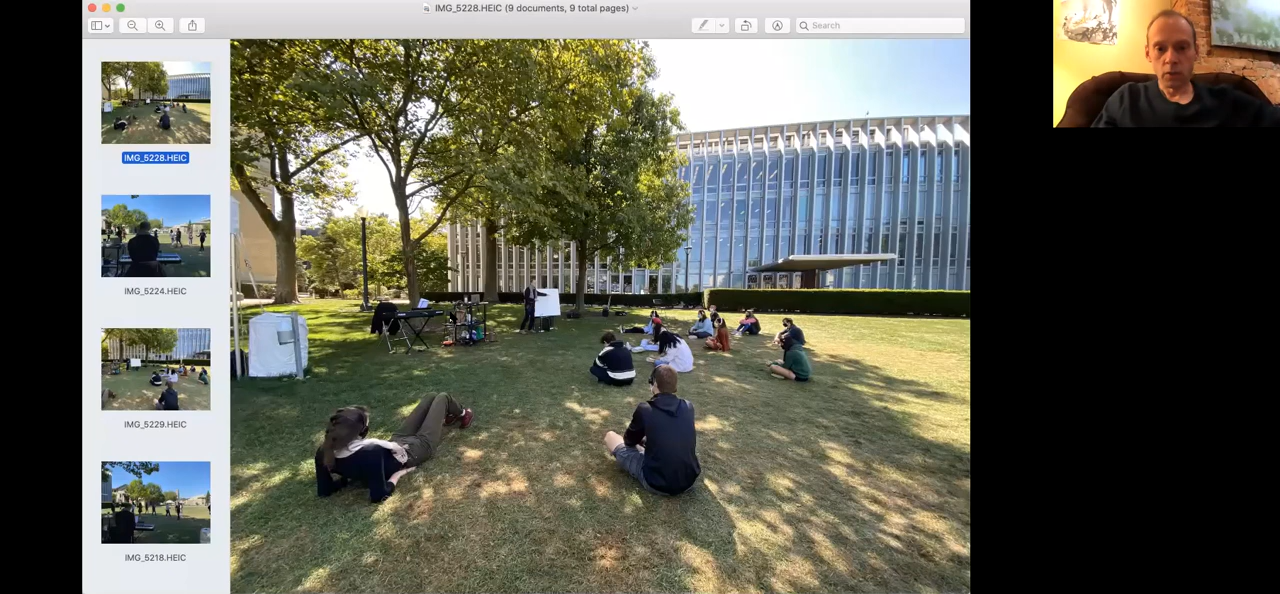 IMG_5228.HEIC (9 documents, 9 total pages)
Search
IMG_5228.HEIC
IMG_5224.HEIC
IMG_5229.HEIC
IMG_5218.HEIC